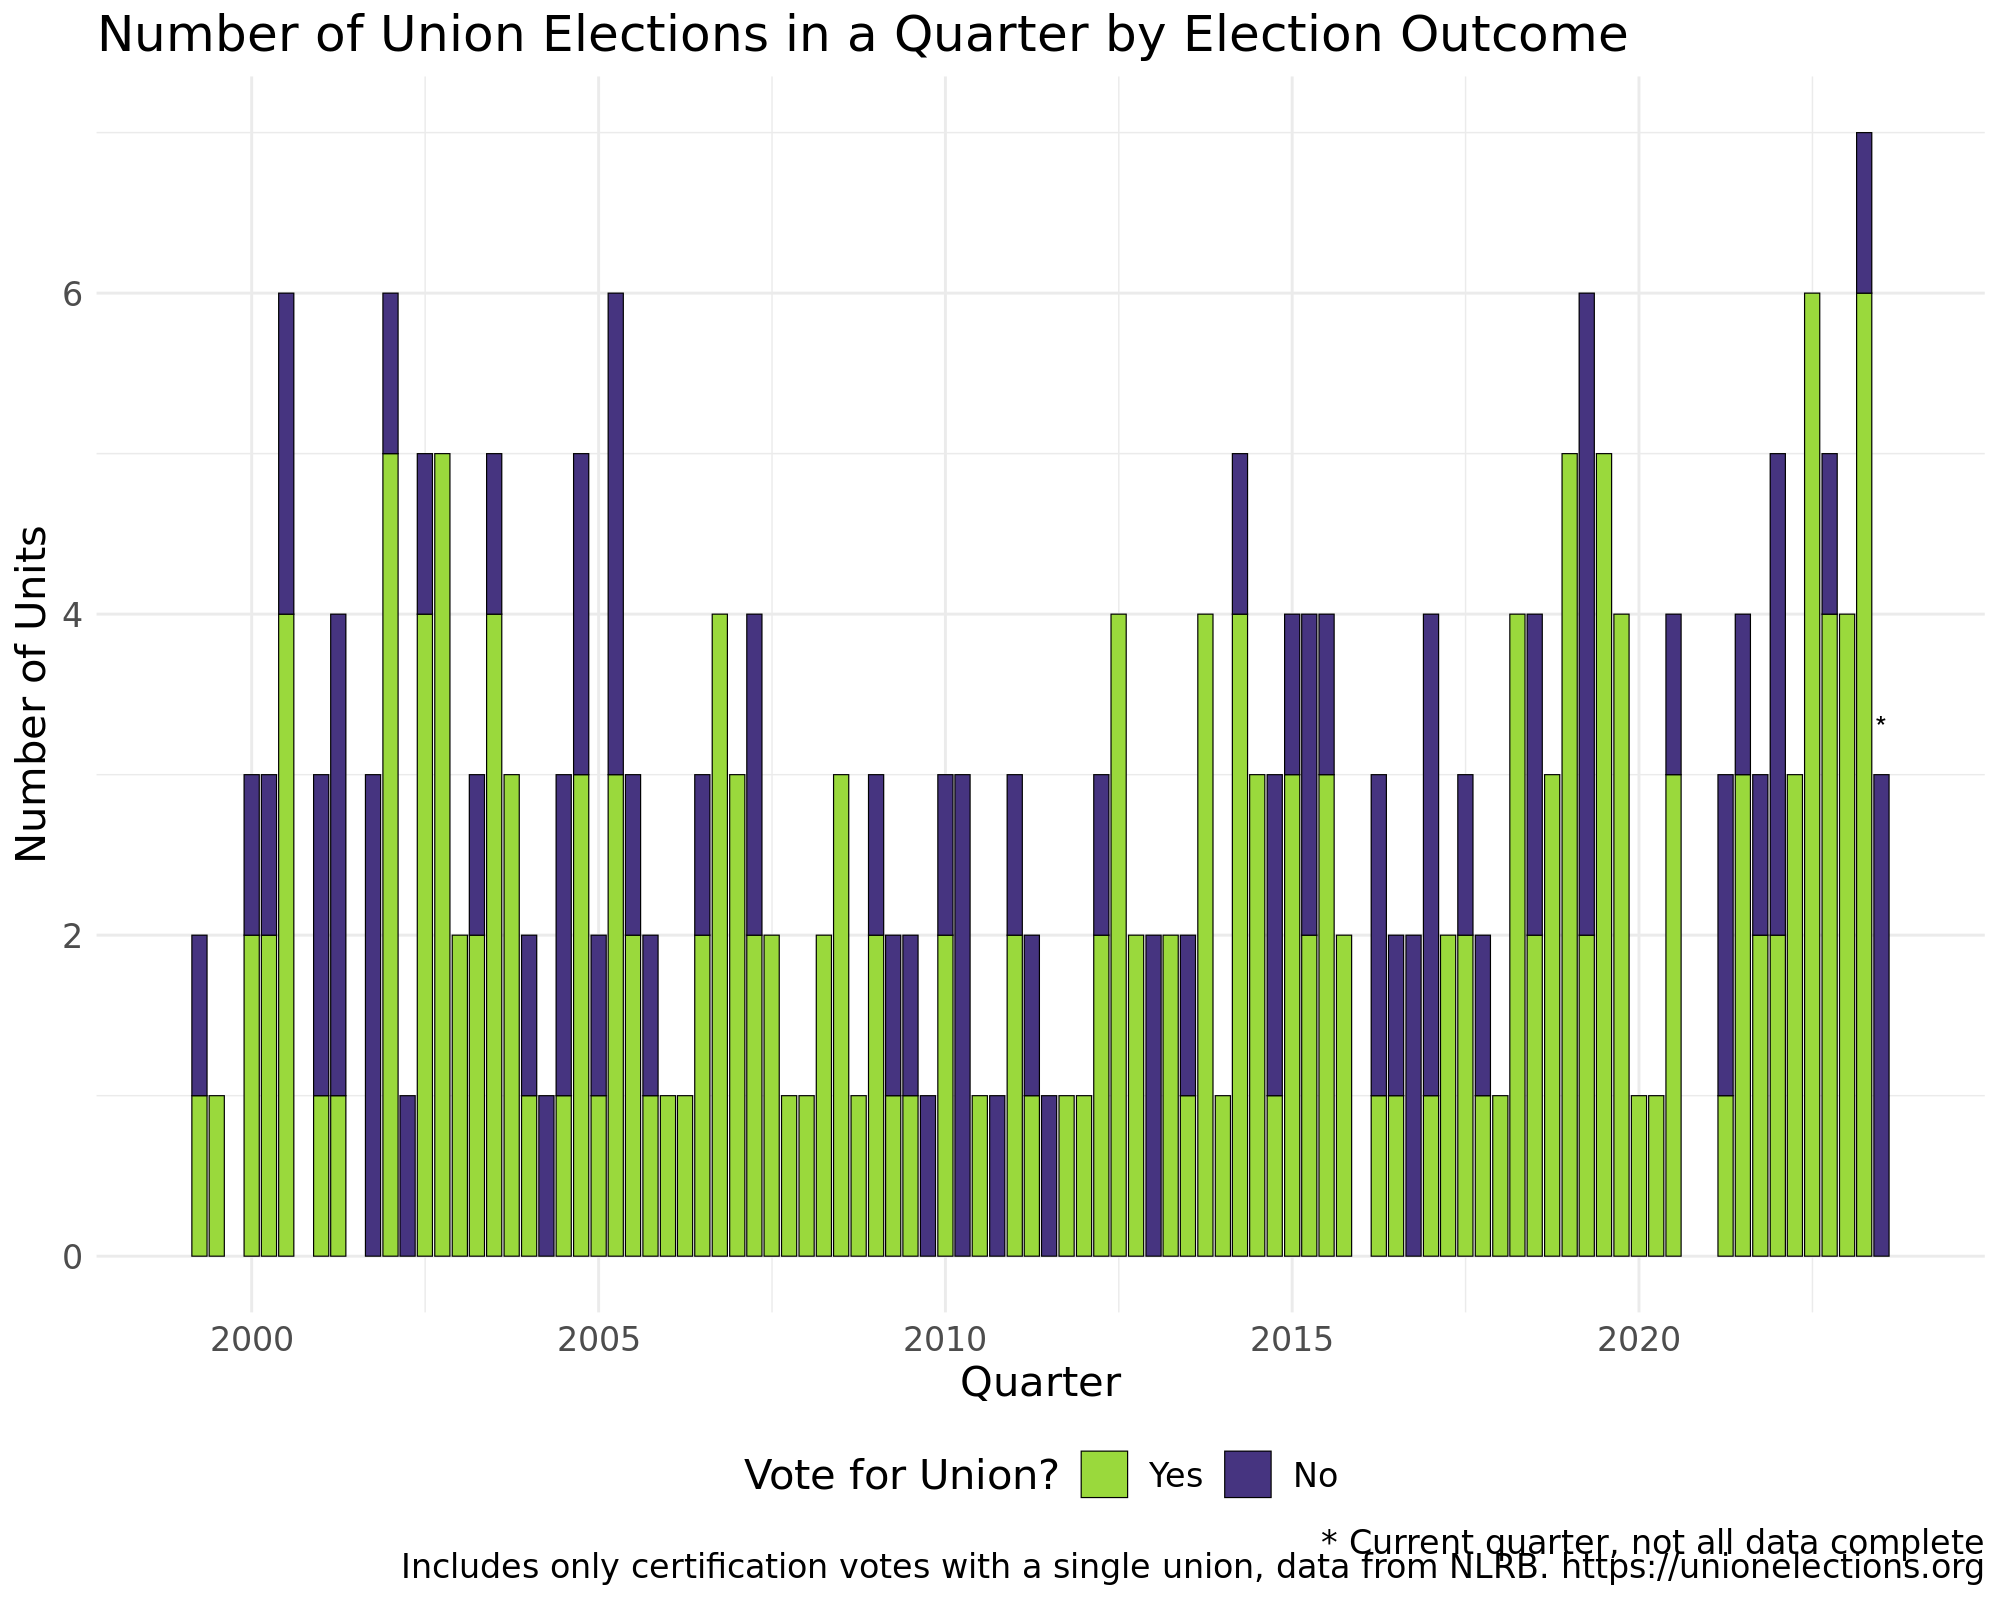 Number of Union Elections in a Quarter by Election Outcome
Number of Units
6
4
2
0
*
2000 2005 2010 2015 2020
Quarter
Vote for Union? Yes No
* Current quarter, not all data complete
Includes only certification votes with a single union, data from NLRB. https://unionelections.org